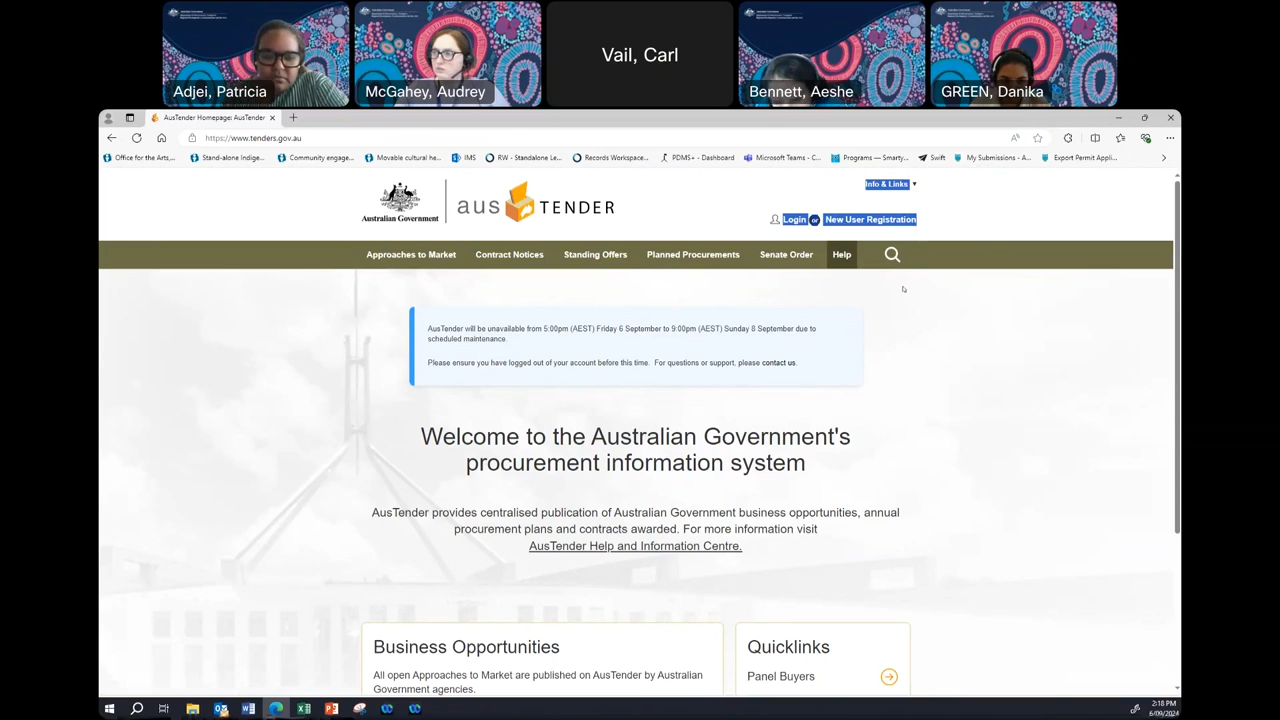 Adjei, Patricia
McGahey, Audrey
Vail, Carl
Bennett, Aeshe
GREEN, Danika
AusTender Homepage: AusTender
https://www.tenders.gov.au
Office for the Arts,...
Stand-alone Indige...
Community engage...
Movable cultural he...
IMS
RW - Standalone Le...
Records Workspace...
PDMS+ - Dashboard
Microsoft Teams - C...
Programs — Smarty...
Swift
My Submissions - A...
Export Permit Appli...
Info & Links
Australian Government
aus TENDER
Login or New User Registration
Approaches to Market Contract Notices Standing Offers Planned Procurements Senate Order Help
AusTender will be unavailable from 5:00pm (AEST) Friday 6 September to 9:00pm (AEST) Sunday 8 September due to
scheduled maintenance.
Please ensure you have logged out of your account before this time. For questions or support, please contact us.
Welcome to the Australian Government's
procurement information system
AusTender provides centralised publication of Australian Government business opportunities, annual
procurement plans and contracts awarded. For more information visit
AusTender Help and Information Centre.
Business Opportunities
All open Approaches to Market are published on AusTender by Australian
Government agencies.
Quicklinks
Panel Buyers
2:18 PM
6/09/2024